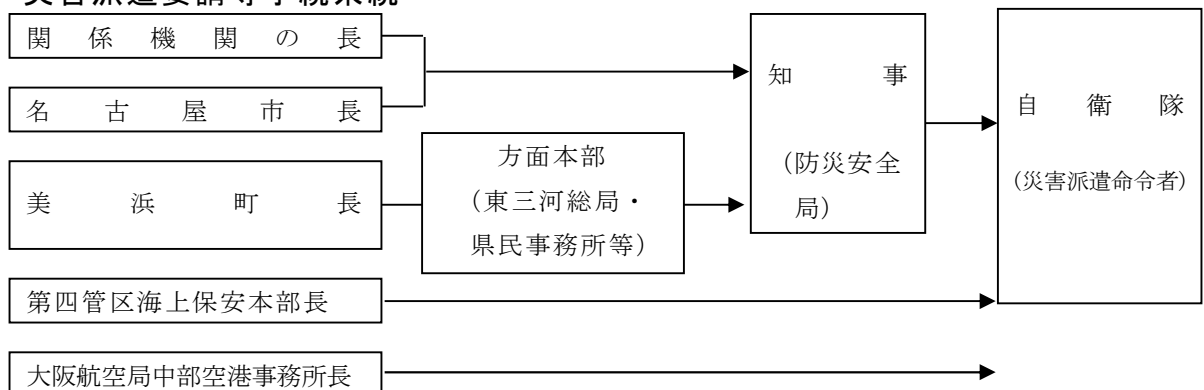 災害派遣要請等手続系統
関係機関の長
名古屋市長
美浜町長
方面本部
（東三河総局・
県民事務所等）
知事
（防災安全
局）
自衛隊
（災害派遣命令者）
第四管区海上保安本部長
大阪航空局中部空港事務所長